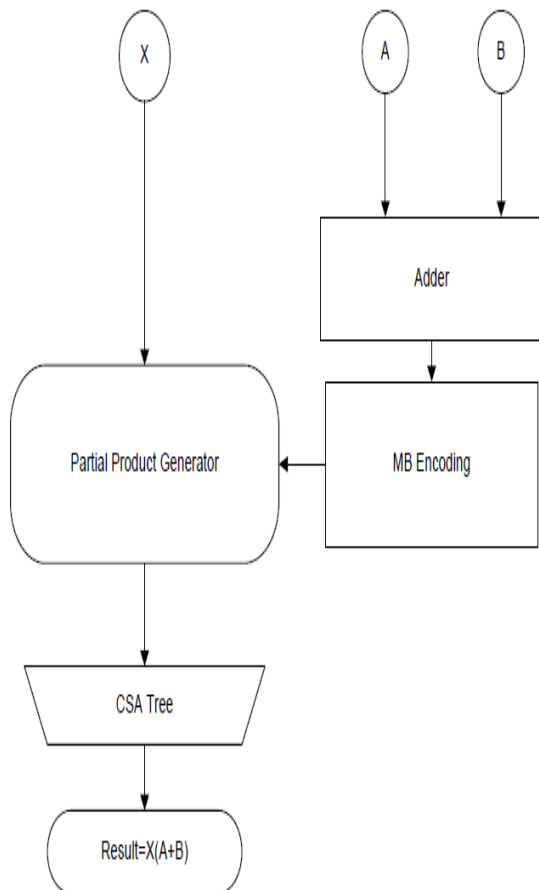 X
A
B
Adder
Partial Product Generator
MB Encoding
CSA Tree
Result=X(A+B)